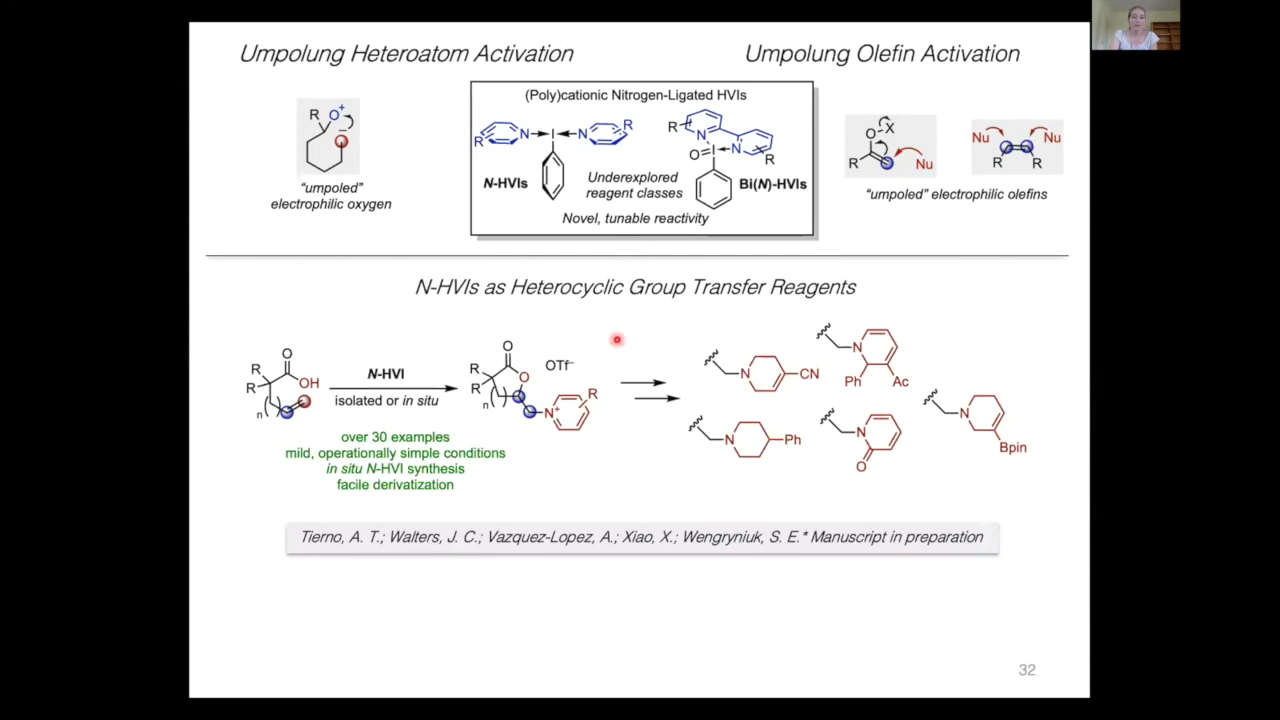 Umpolung Heteroatom Activation
Umpolung Olefin Activation
R
O+
–
"umpoled"
electrophilic oxygen
(Poly)cationic Nitrogen-Ligated HVIs
R
N
I
N
R
N-HVIs
Underexplored
reagent classes
Novel, tunable reactivity
R
N
O
I
N
R
Bi(N)-HVIs
O
X
R
Nu
Nu
Nu
R
R
"umpoled" electrophilic olefins
N-HVIs as Heterocyclic Group Transfer Reagents
O
R
R
OH
n
N-HVI
isolated or in situ
over 30 examples
mild, operationally simple conditions
in situ N-HVI synthesis
facile derivatization
O
R
R
O
n
N+
R
OTf–
N
CN
N
Ph
Ac
N
Ph
N
O
N
Bpin
Tierno, A. T.; Walters, J. C.; Vazquez-Lopez, A.; Xiao, X.; Wengryniuk, S. E.* Manuscript in preparation
32